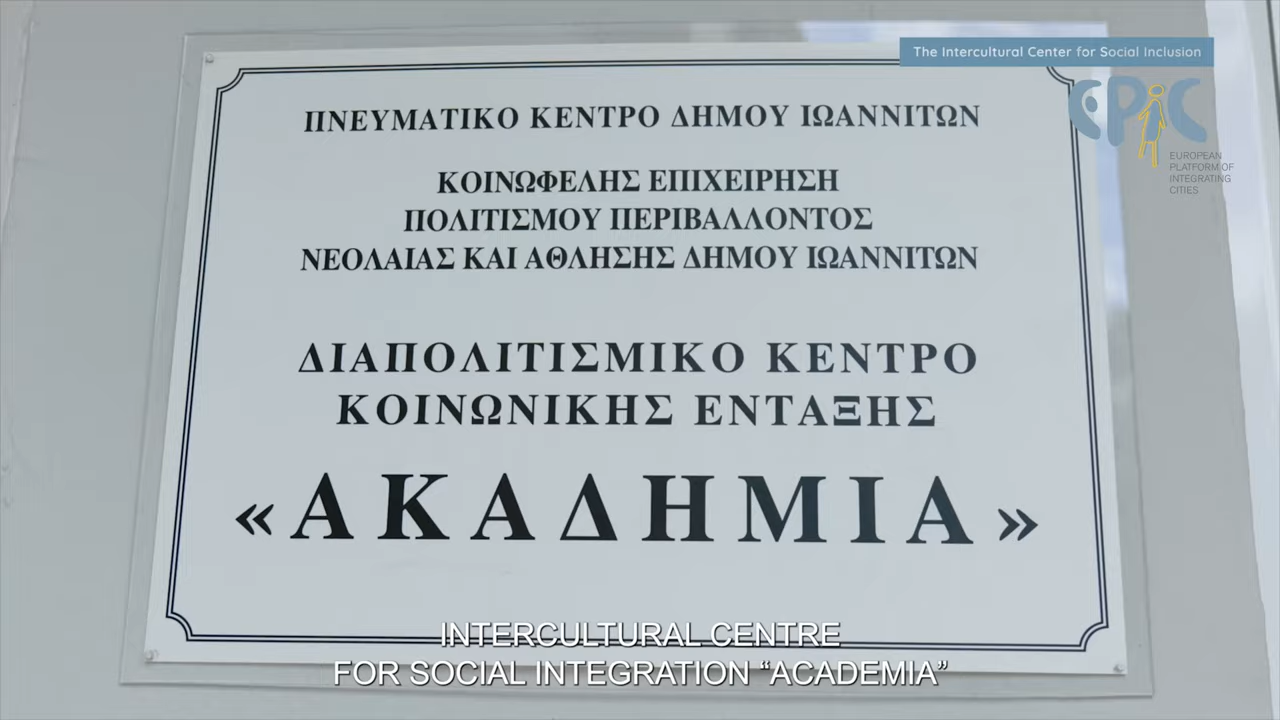 The Intercultural Center for Social Inclusion
EPIC
EUROPEAN
PLATFORM OF
INTEGRATING
CITIES
ΠΝΕΥΜΑΤΙΚΟ ΚΕΝΤΡΟ ΔΗΜΟΥ ΙΩΑΝΝΙΤΩΝ
ΚΟΙΝΩΦΕΛΗΣ ΕΠΙΧΕΙΡΗΣΗ
ΠΟΛΙΤΙΣΜΟΥ ΠΕΡΙΒΑΛΛΟΝΤΟΣ
ΝΕΟΛΑΙΑΣ ΚΑΙ ΑΘΛΗΣΗΣ ΔΗΜΟΥ ΙΩΑΝΝΙΤΩΝ
ΔΙΑΠΟΛΙΤΙΣΜΙΚΟ ΚΕΝΤΡΟ
ΚΟΙΝΩΝΙΚΗΣ ΕΝΤΑΞΗΣ
«ΑΚΑΔΗΜΙΑ»
INTERCULTURAL CENTRE
FOR SOCIAL INTEGRATION “ACADEMIA”